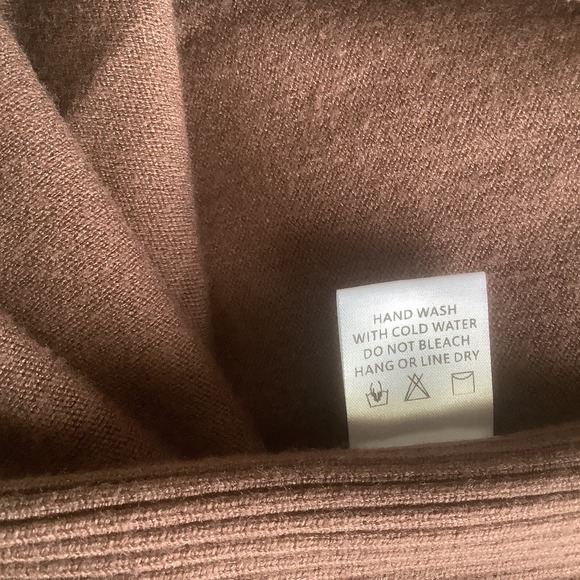 HAND WASH
WITH COLD WATER
DO NOT BLEACH
HANG OR LINE DRY